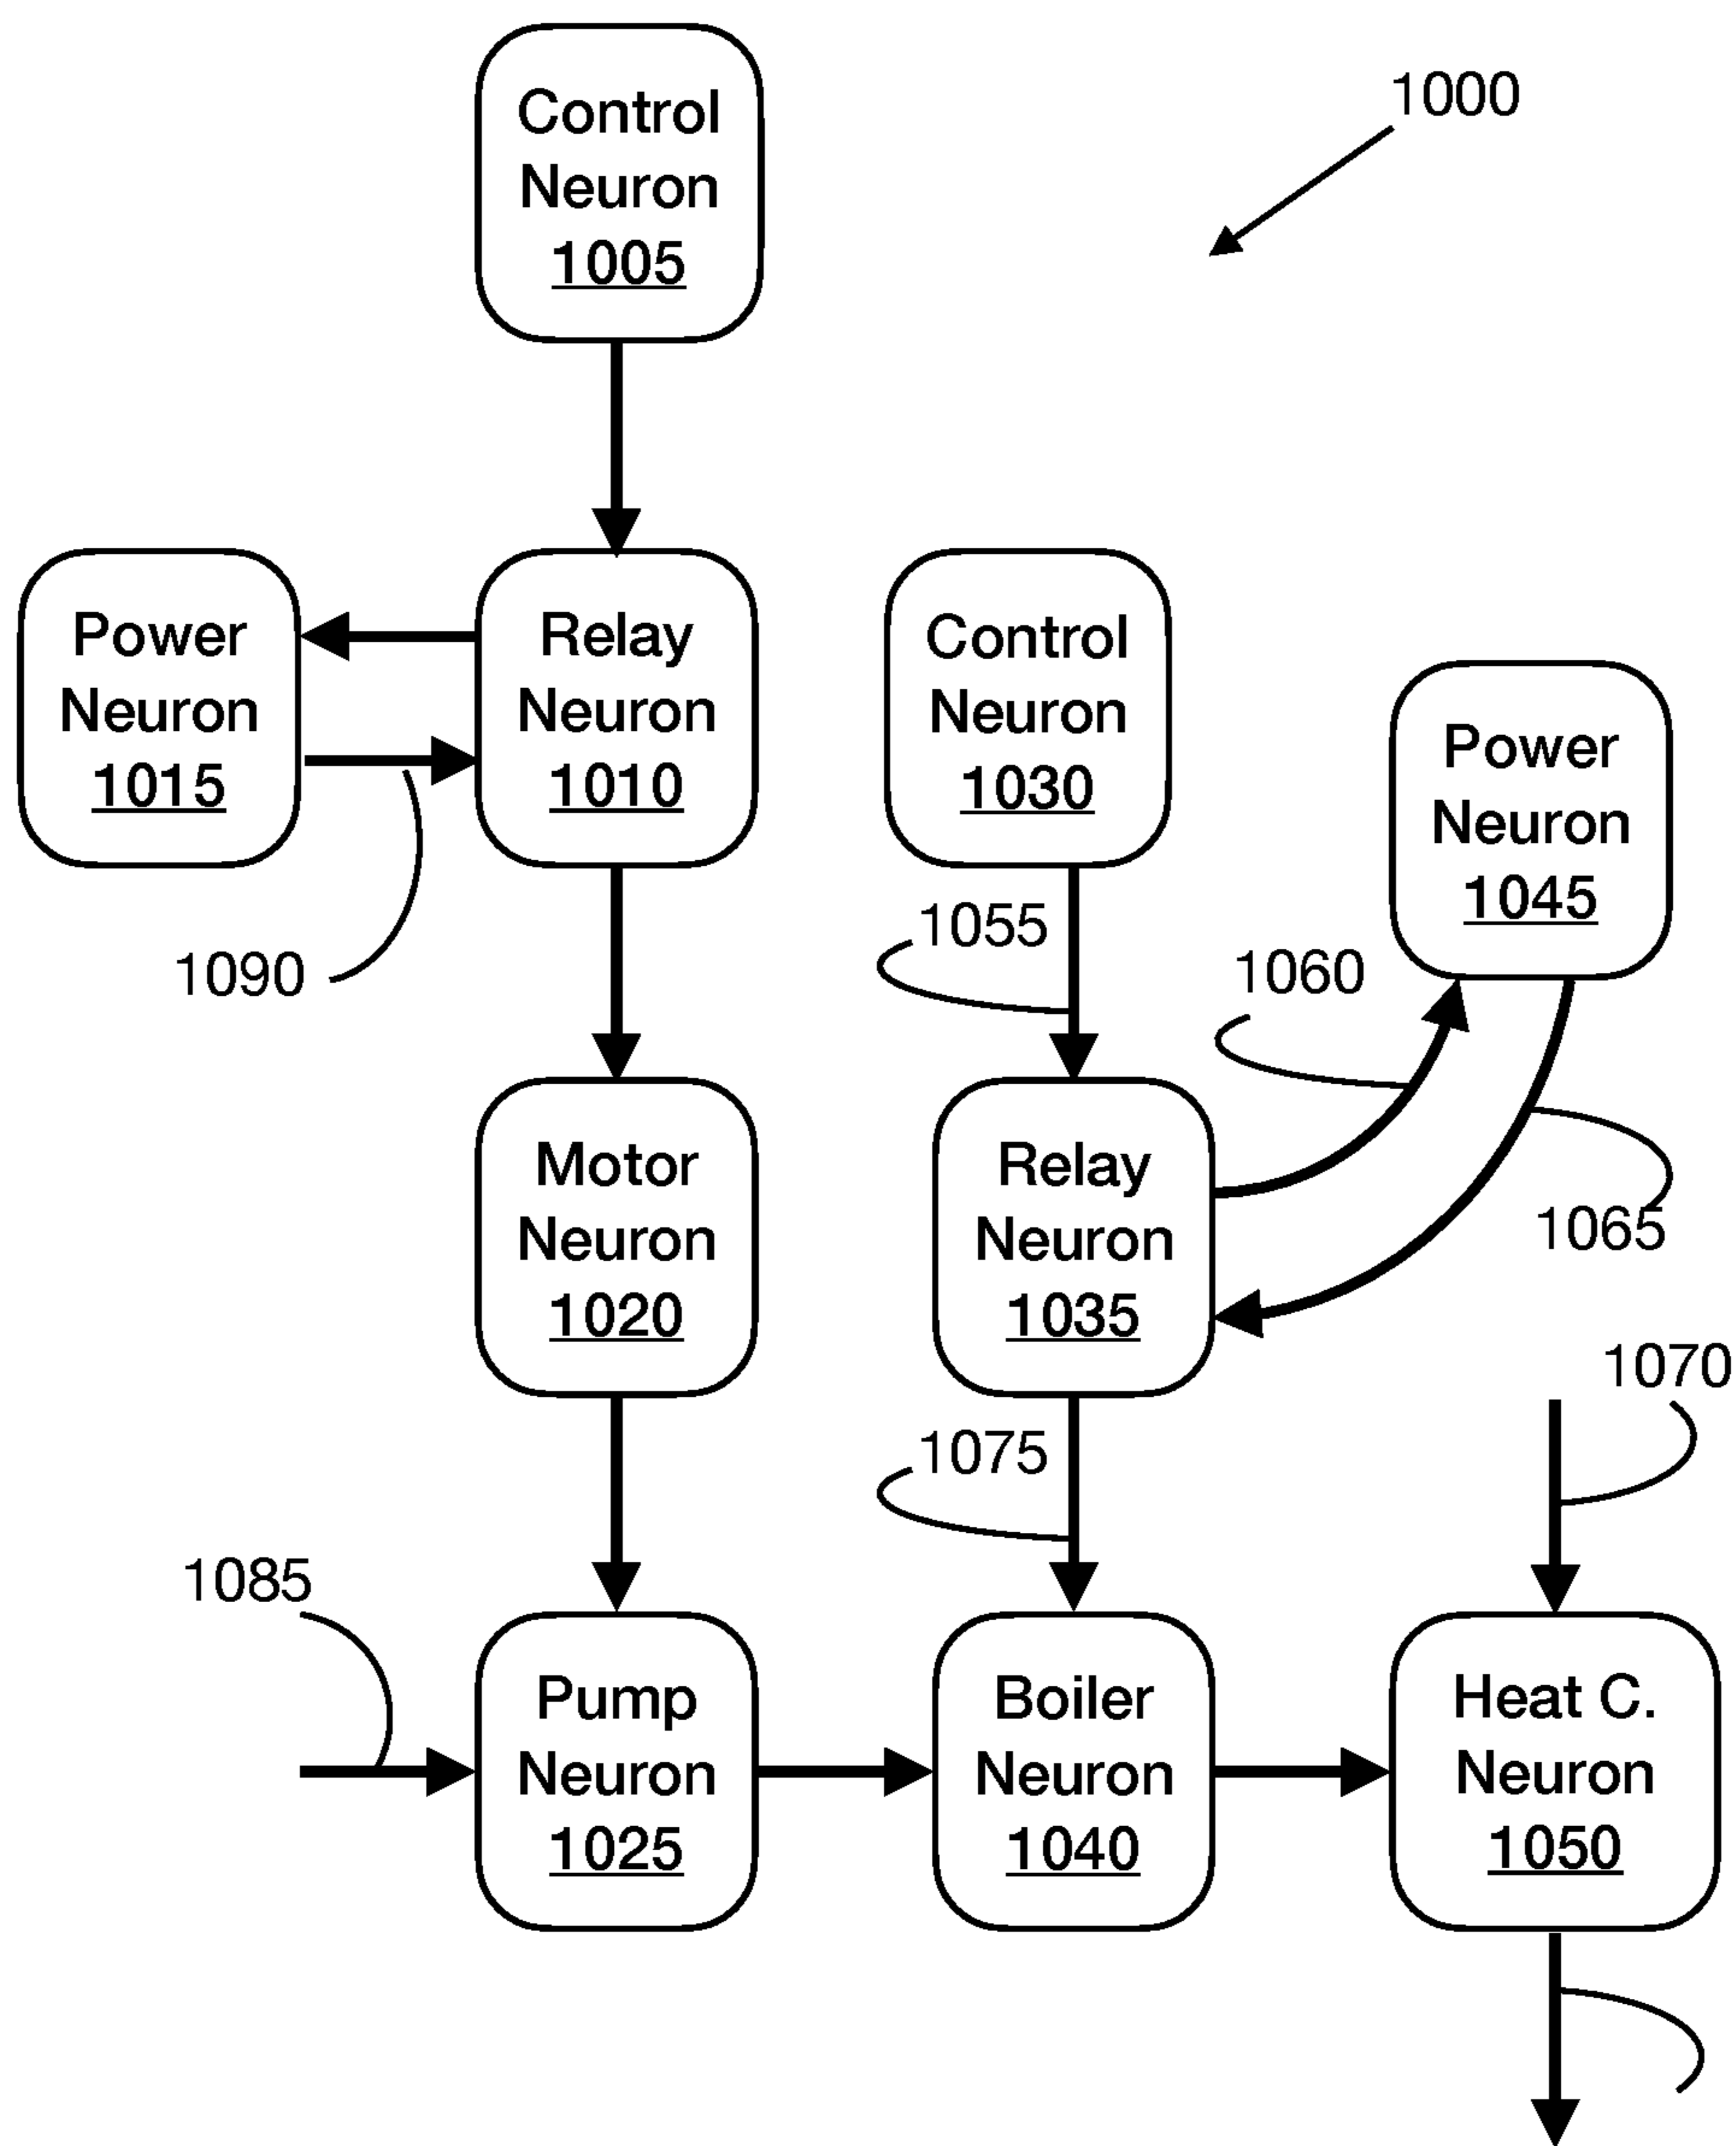 Control
Neuron
1005
1000
Power
Neuron
1015
Relay
Neuron
1010
Control
Neuron
1030
Power
Neuron
1045
1090
1055
1060
Motor
Neuron
1020
Relay
Neuron
1035
1065
1070
1075
1085
Pump
Neuron
1025
Boiler
Neuron
1040
Heat C.
Neuron
1050